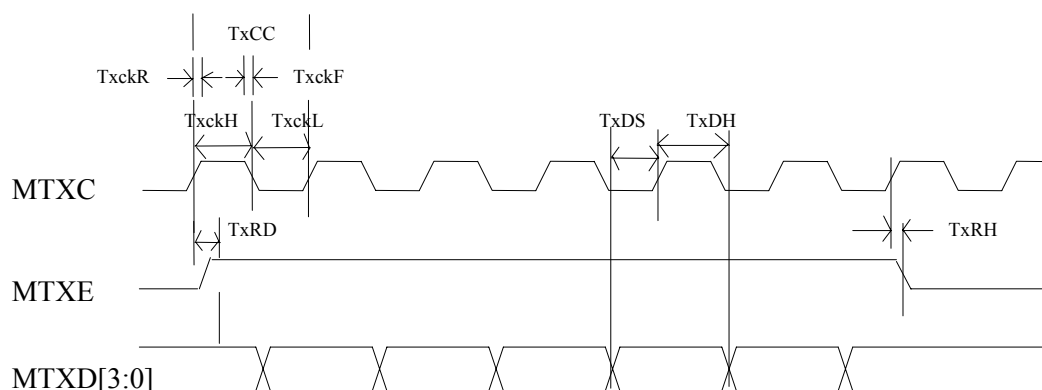 TxCC
TxckR TxckF
TxckH TxckL TxDS TxDH
MTXC
TxRD TxRH
MTXE
MTXD[3:0]